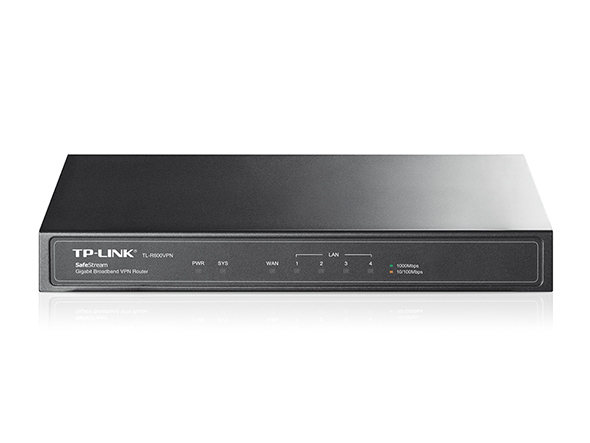 TP-LINK®
TL-R600VPN
SafeStream
Gigabit Broadband VPN Router
PWR SYS WAN
LAN
1 2 3 4
1000Mbps
10/100Mbps